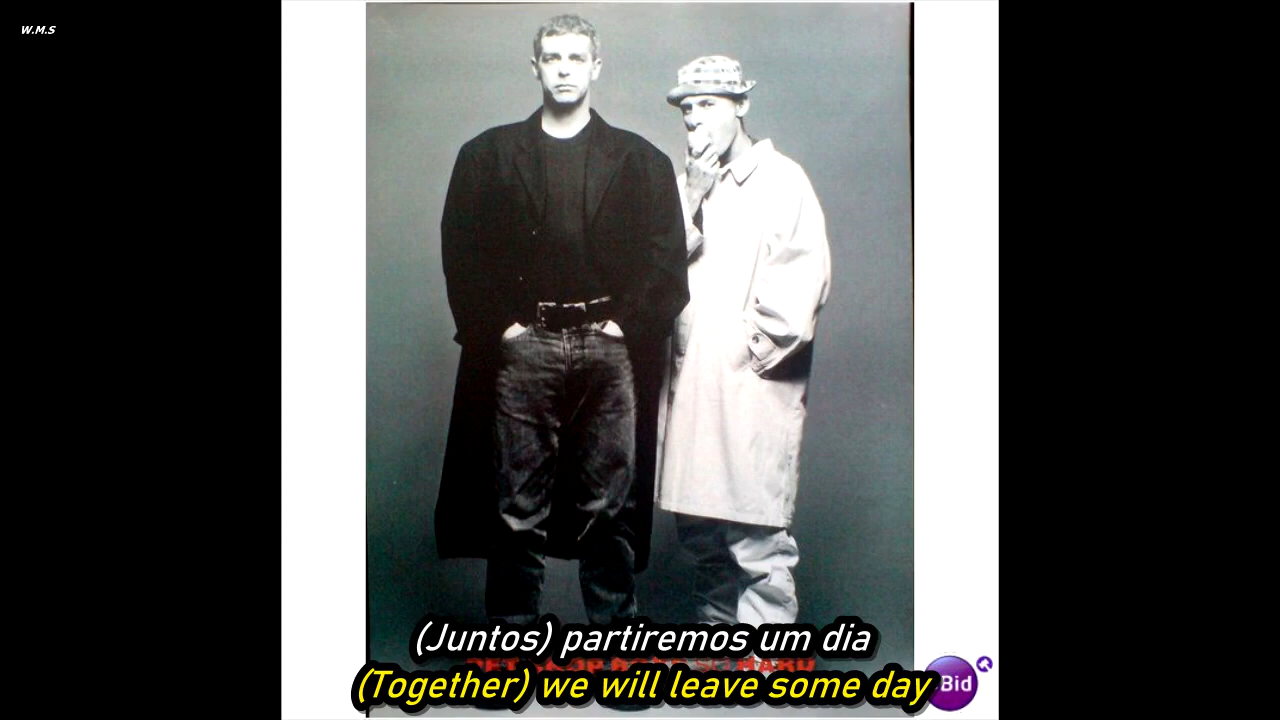 W.M.S
(Juntos) partiremos um dia
(Together) we will leave some day
Bid